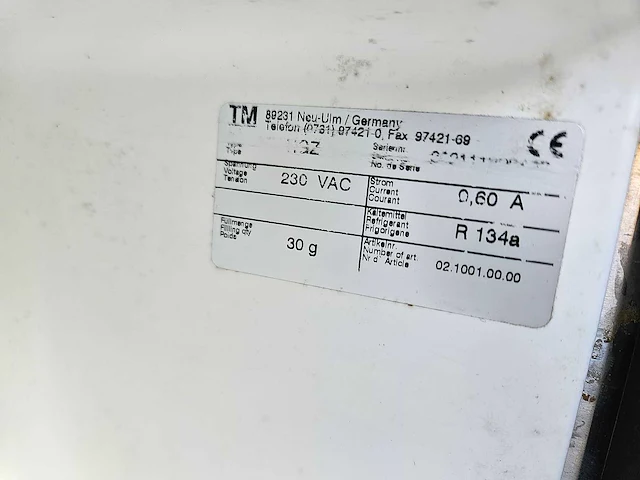 TM 89231 Neu-Ulm / Germany
Telefon (0731) 97421-0, Fax 97421-69
Type
Seriennr.
No. de Serie
CE
Spannung
Voltage
Tension
230 VAC
Strom
Current
Courant
0,60 A
Füllmenge
Filling qty
Poids
30 g
Kältemittel
Refrigerant
Frigorigene
R 134a
Artikelnr.
Number of art.
Nr d' Article
02.1001.00.00